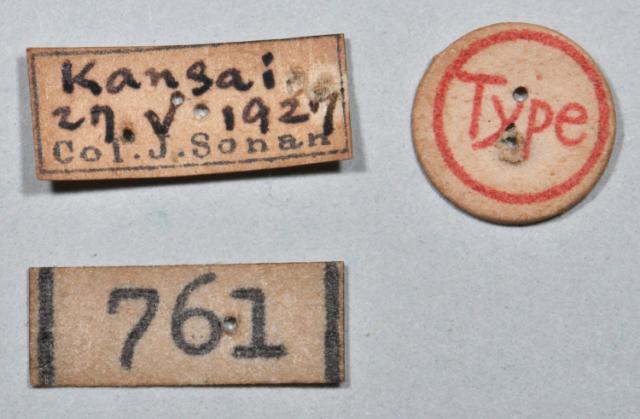 Kansai
27. V 1927
Col. J. Sonan
Type
761